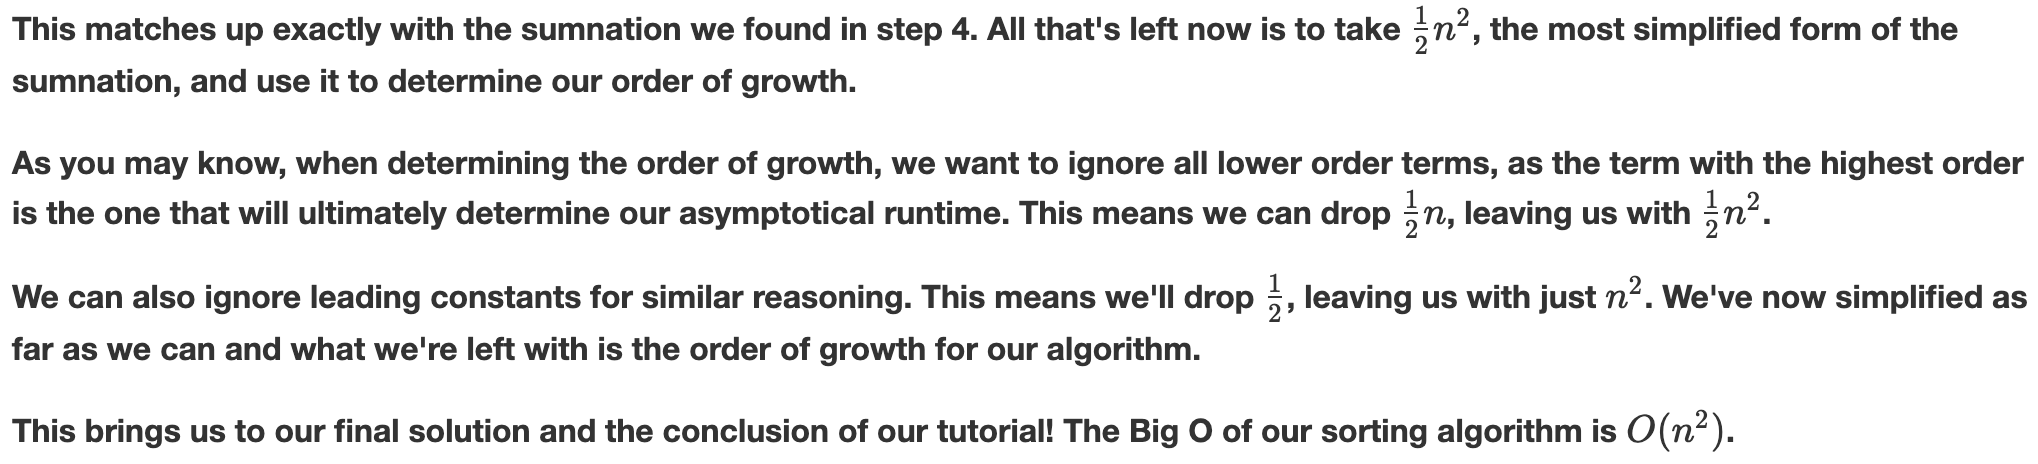 This matches up exactly with the sumnation we found in step 4. All that's left now is to take $\frac{1}{2}n^2$, the most simplified form of the
sumnation, and use it to determine our order of growth.
As you may know, when determining the order of growth, we want to ignore all lower order terms, as the term with the highest order
is the one that will ultimately determine our asymptotical runtime. This means we can drop $\frac{1}{2}n$, leaving us with $\frac{1}{2}n^2$.
We can also ignore leading constants for similar reasoning. This means we'll drop $\frac{1}{2}$, leaving us with just $n^2$. We've now simplified as
far as we can and what we're left with is the order of growth for our algorithm.
This brings us to our final solution and the conclusion of our tutorial! The Big O of our sorting algorithm is $O(n^2)$.